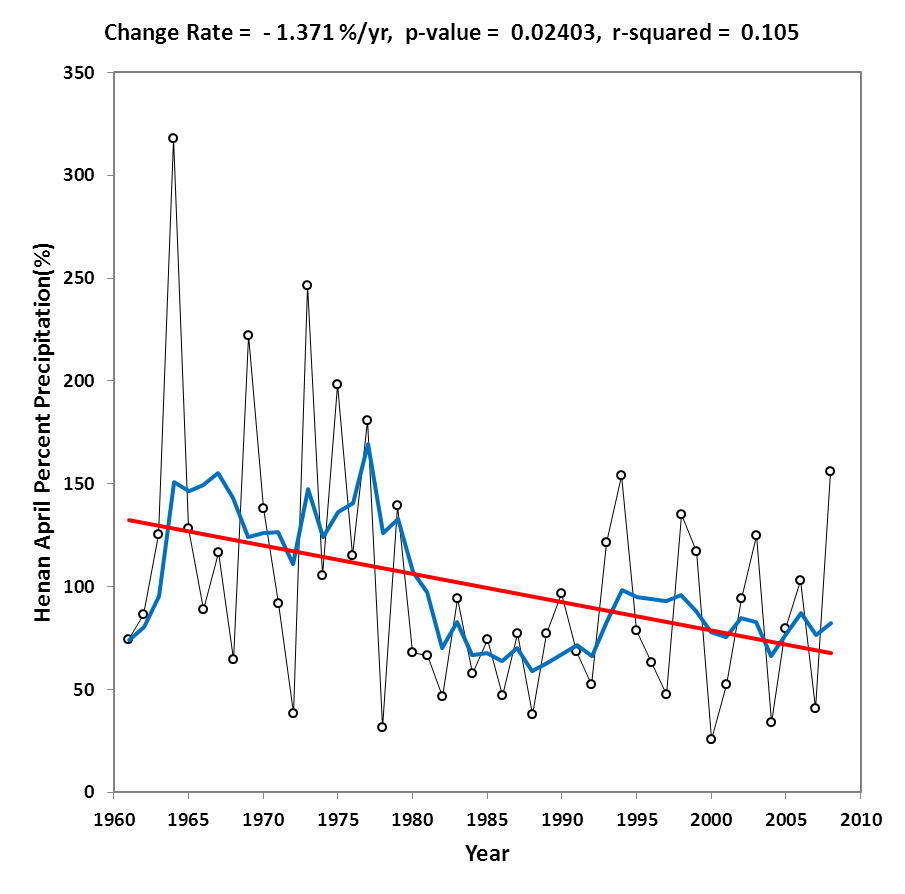 Change Rate = - 1.371 %/yr, p-value = 0.02403, r-squared = 0.105
Henan April Percent Precipitation(%)
350
300
250
200
150
100
50
0
1960 1965 1970 1975 1980 1985 1990 1995 2000 2005 2010
Year